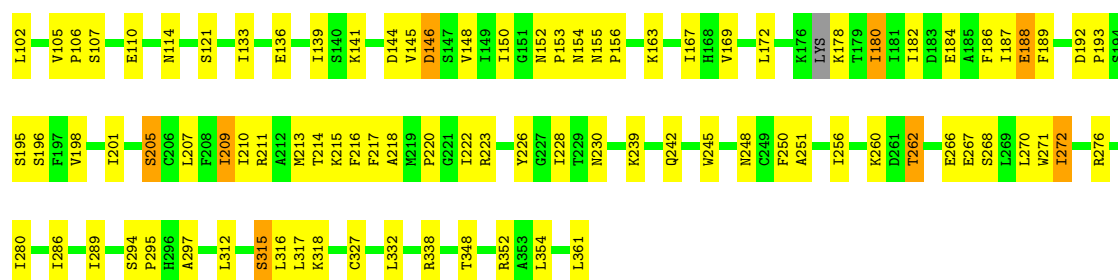 L102 V105 P106 S107 E110 N114 S121 I133 E136 I139 S140 K141 D144 V145 D146 S147 V148 I149 I150 G151 N152 P153 N154 N155 P156 K163 I167 H168 V169 L172 K176 LYS K178 T179 I180 I181 I182 D183 E184 A185 F186 I187 E188 F189 D192 P193 S194
S195 S196 F197 V198 I201 S205 C206 L207 F208 I209 I210 R211 A212 M213 T214 K215 F216 F217 A218 M219 P220 G221 I222 R223 Y226 G227 I228 T229 N230 K239 Q242 W245 N248 C249 F250 A251 I256 K260 D261 T262 E266 E267 S268 L269 L270 W271 I272 R276
I280 I286 I289 S294 P295 H296 A297 L312 S315 L316 L317 K318 C327 L332 R338 T348 R352 A353 L354 L361